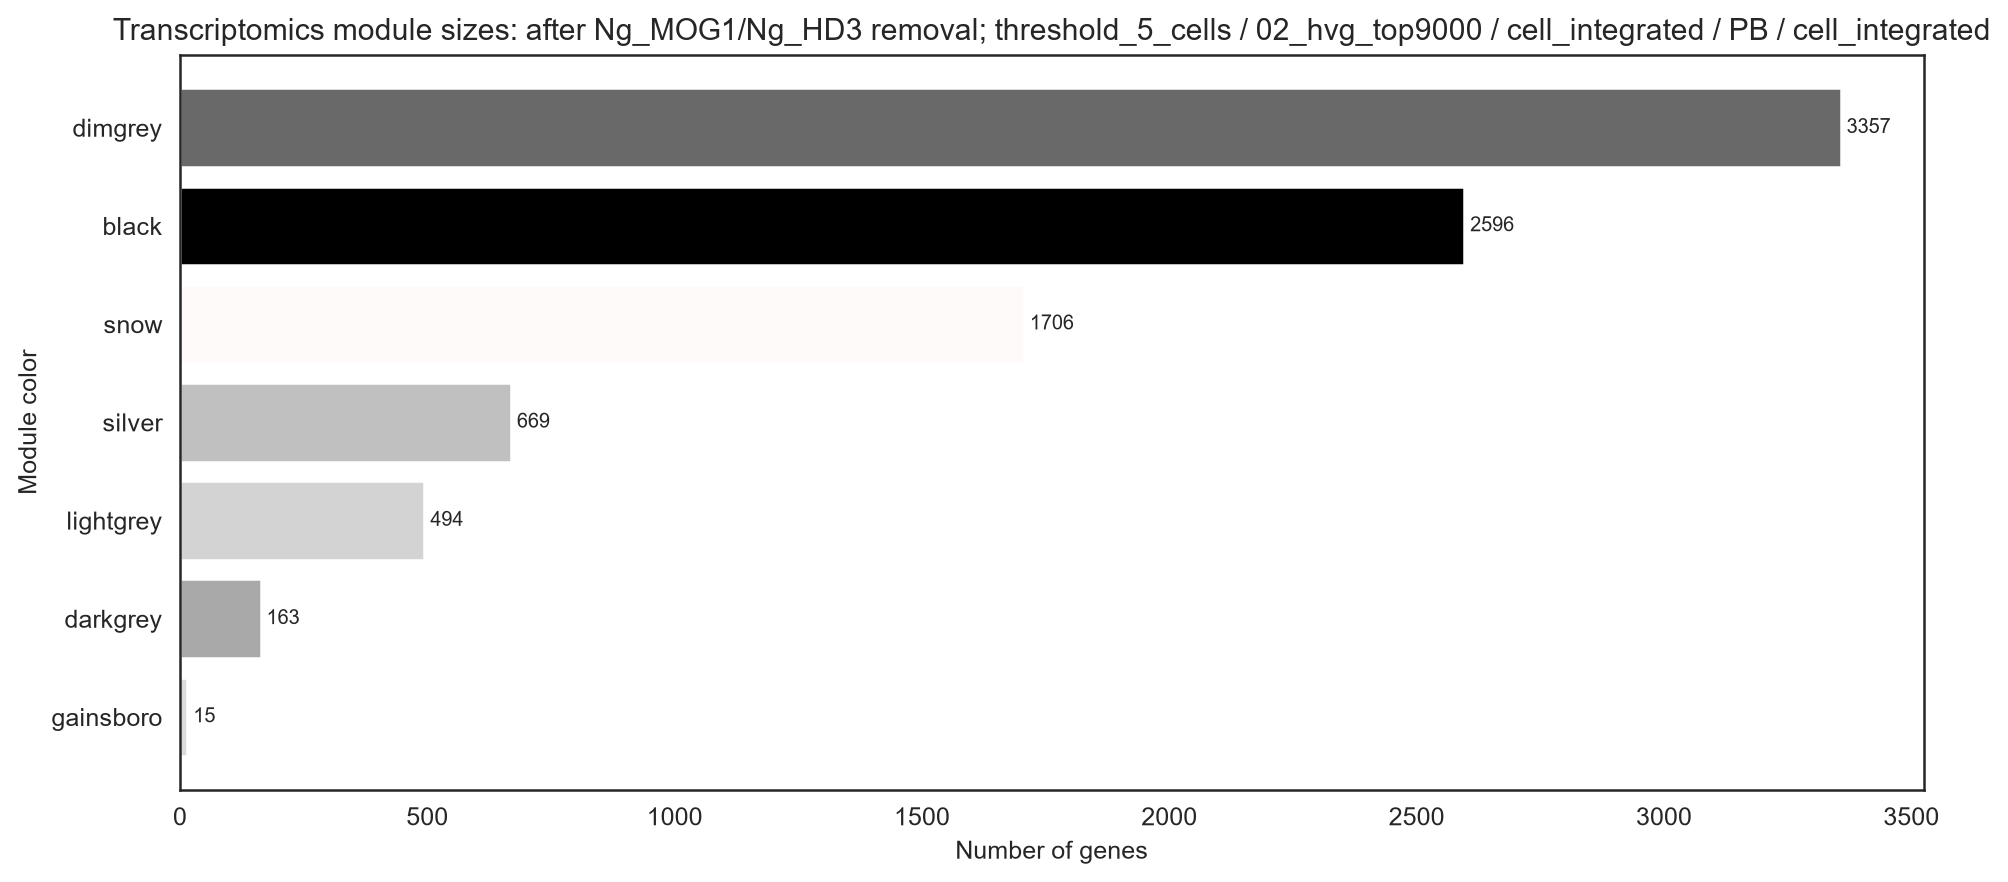 Transcriptomics module sizes: after Ng_MOG1/Ng_HD3 removal; threshold_5_cells / 02_hvg_top9000 / cell_integrated / PB / cell_integrated
Module color
dimgrey
3357
black
2596
snow
1706
silver
669
lightgrey
494
darkgrey
163
gainsboro
15
0 500 1000 1500 2000 2500 3000 3500
Number of genes